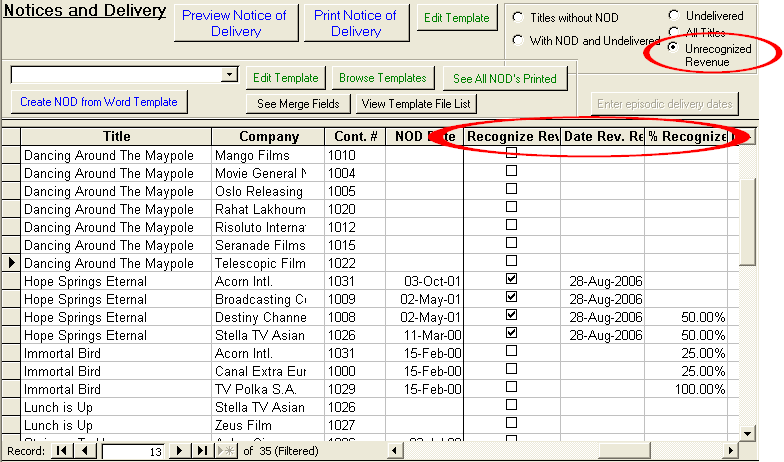 Notices and Delivery
Preview Notice of Delivery
Print Notice of Delivery
Edit Template
Titles without NOD
With NOD and Undelivered
Undelivered
All Titles
Unrecognized Revenue
Edit Template
Browse Templates
See All NOD's Printed
Create NOD from Word Template
See Merge Fields
View Template File List
Enter episodic delivery dates
Title Company Cont. # NOD Date Recognize Rev Date Rev. Re % Recognize
Dancing Around The Maypole Mango Films 1010
Dancing Around The Maypole Movie General 1004
Dancing Around The Maypole Oslo Releasing 1005
Dancing Around The Maypole Rahat Lakhoum 1020
Dancing Around The Maypole Risoluto Interna 1012
Dancing Around The Maypole Seranade Films 1015
Dancing Around The Maypole Telescopic Film 1022
Hope Springs Eternal Acorn Intl. 1031 03-Oct-01 28-Aug-2006
Hope Springs Eternal Broadcasting Co 1009 02-May-01 28-Aug-2006
Hope Springs Eternal Destiny Channe 1008 02-May-01 28-Aug-2006 50.00%
Hope Springs Eternal Stella TV Asian 1026 11-Mar-00 28-Aug-2006 50.00%
Immortal Bird Acorn Intl. 1031 15-Feb-00 25.00%
Immortal Bird Canal Extra Eur 1000 15-Feb-00 25.00%
Immortal Bird TV Polka S.A. 1029 15-Feb-00 100.00%
Lunch is Up Stella TV Asian 1026
Lunch is Up Zeus Film 1027
Record: 13 of 35 (Filtered)